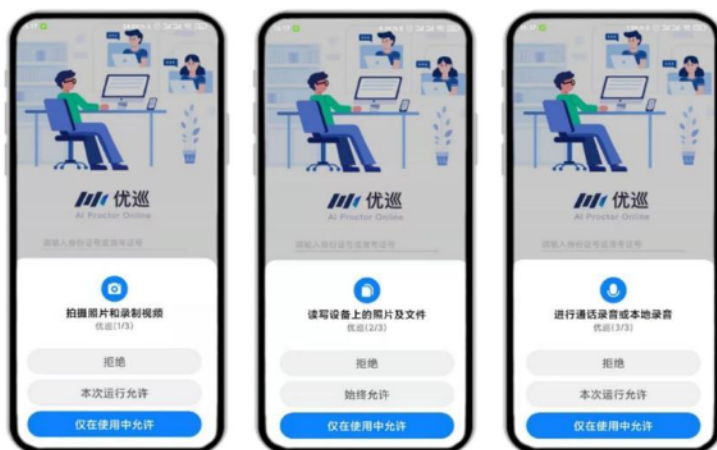 优巡
AI Proctor Online
请输入身份证号或准考证号
拍摄照片和录制视频
优巡(1/3)
拒绝
本次运行允许
仅在使用中允许
优巡
AI Proctor Online
请输入身份证号或准考证号
读写设备上的照片及文件
优巡(2/3)
拒绝
始终允许
仅在使用中允许
优巡
AI Proctor Online
请输入身份证号或准考证号
进行通话录音或本地录音
优巡(3/3)
拒绝
本次运行允许
仅在使用中允许